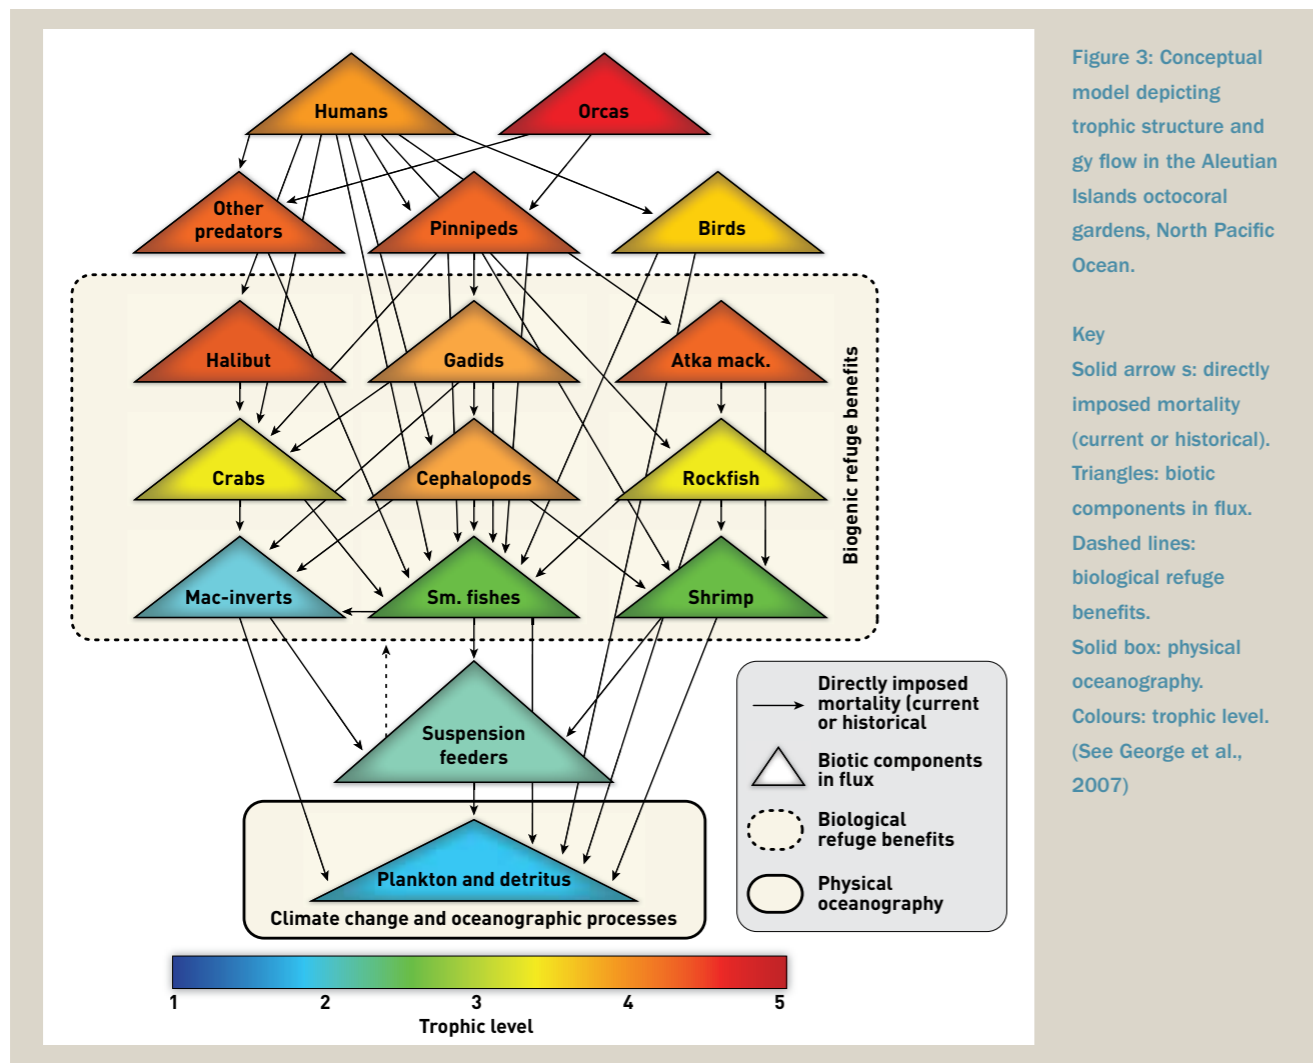 Humans
Orcas
Other
predators
Pinnipeds
Birds
Halibut
Gadids
Atka mack.
Crabs
Cephalopods
Rockfish
Mac-inverts
Sm. fishes
Shrimp
Biogenic refuge benefits
Suspension
feeders
Plankton and detritus
Climate change and oceanographic processes
Directly imposed
mortality (current
or historical
Biotic components
in flux
Biological
refuge benefits
Physical
oceanography
1 2 3 4 5
Trophic level
Figure 3: Conceptual
model depicting
trophic structure and
gy flow in the Aleutian
Islands octocoral
gardens, North Pacific
Ocean.
Key
Solid arrow s: directly
imposed mortality
(current or historical).
Triangles: biotic
components in flux.
Dashed lines:
biological refuge
benefits.
Solid box: physical
oceanography.
Colours: trophic level.
(See George et al.,
2007)